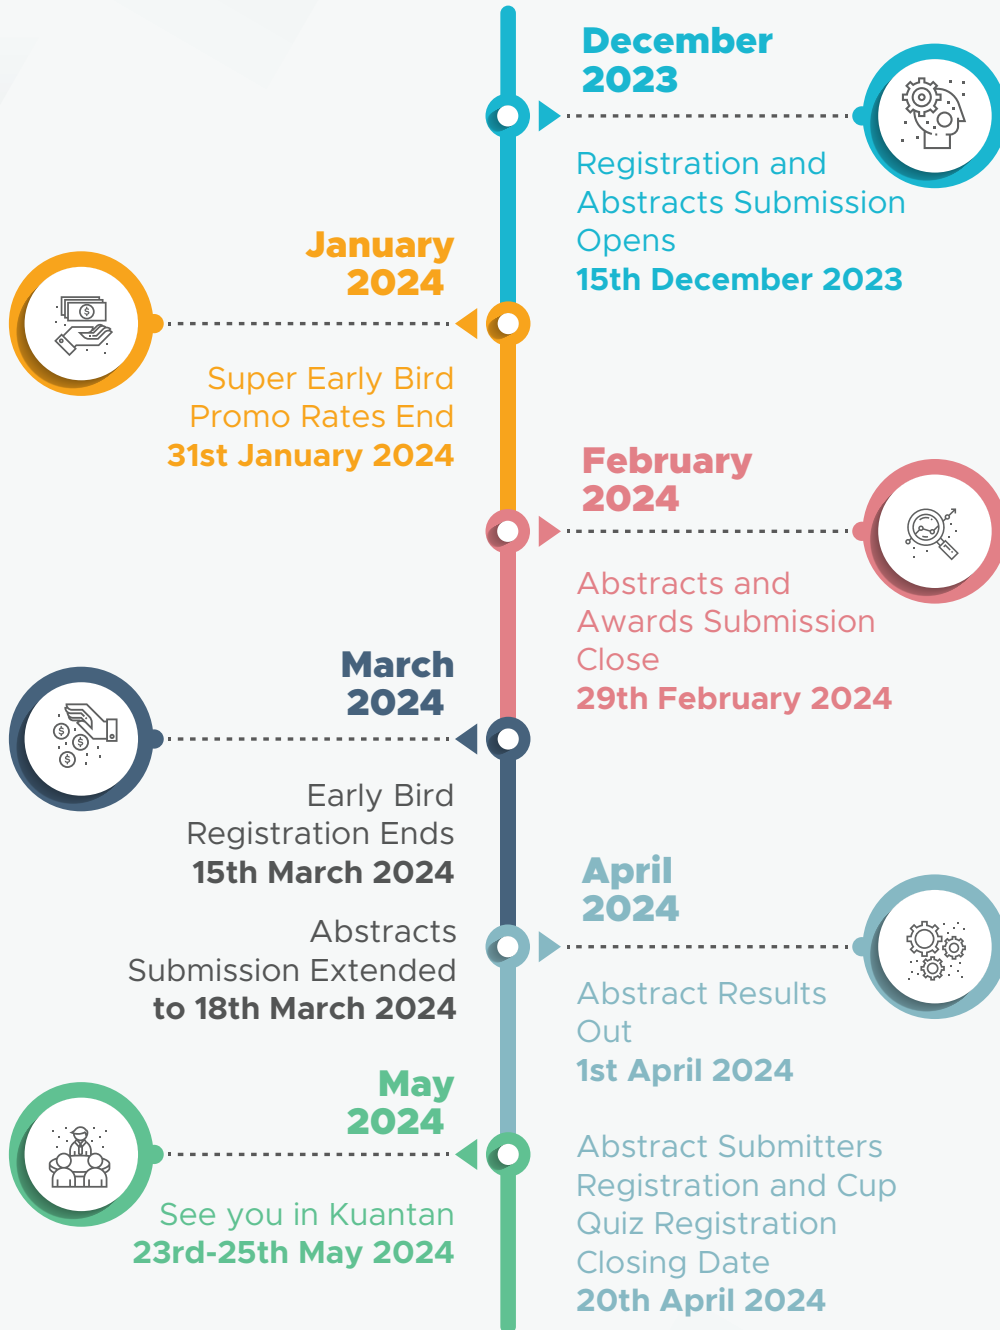 December
2023
Registration and
Abstracts Submission
Opens
15th December 2023
January
2024
Super Early Bird
Promo Rates End
31st January 2024
February
2024
Abstracts and
Awards Submission
Close
29th February 2024
March
2024
Early Bird
Registration Ends
15th March 2024
Abstracts
Submission Extended
to 18th March 2024
April
2024
Abstract Results
Out
1st April 2024
Abstract Submitters
Registration and Cup
Quiz Registration
Closing Date
20th April 2024
May
2024
See you in Kuantan
23rd-25th May 2024